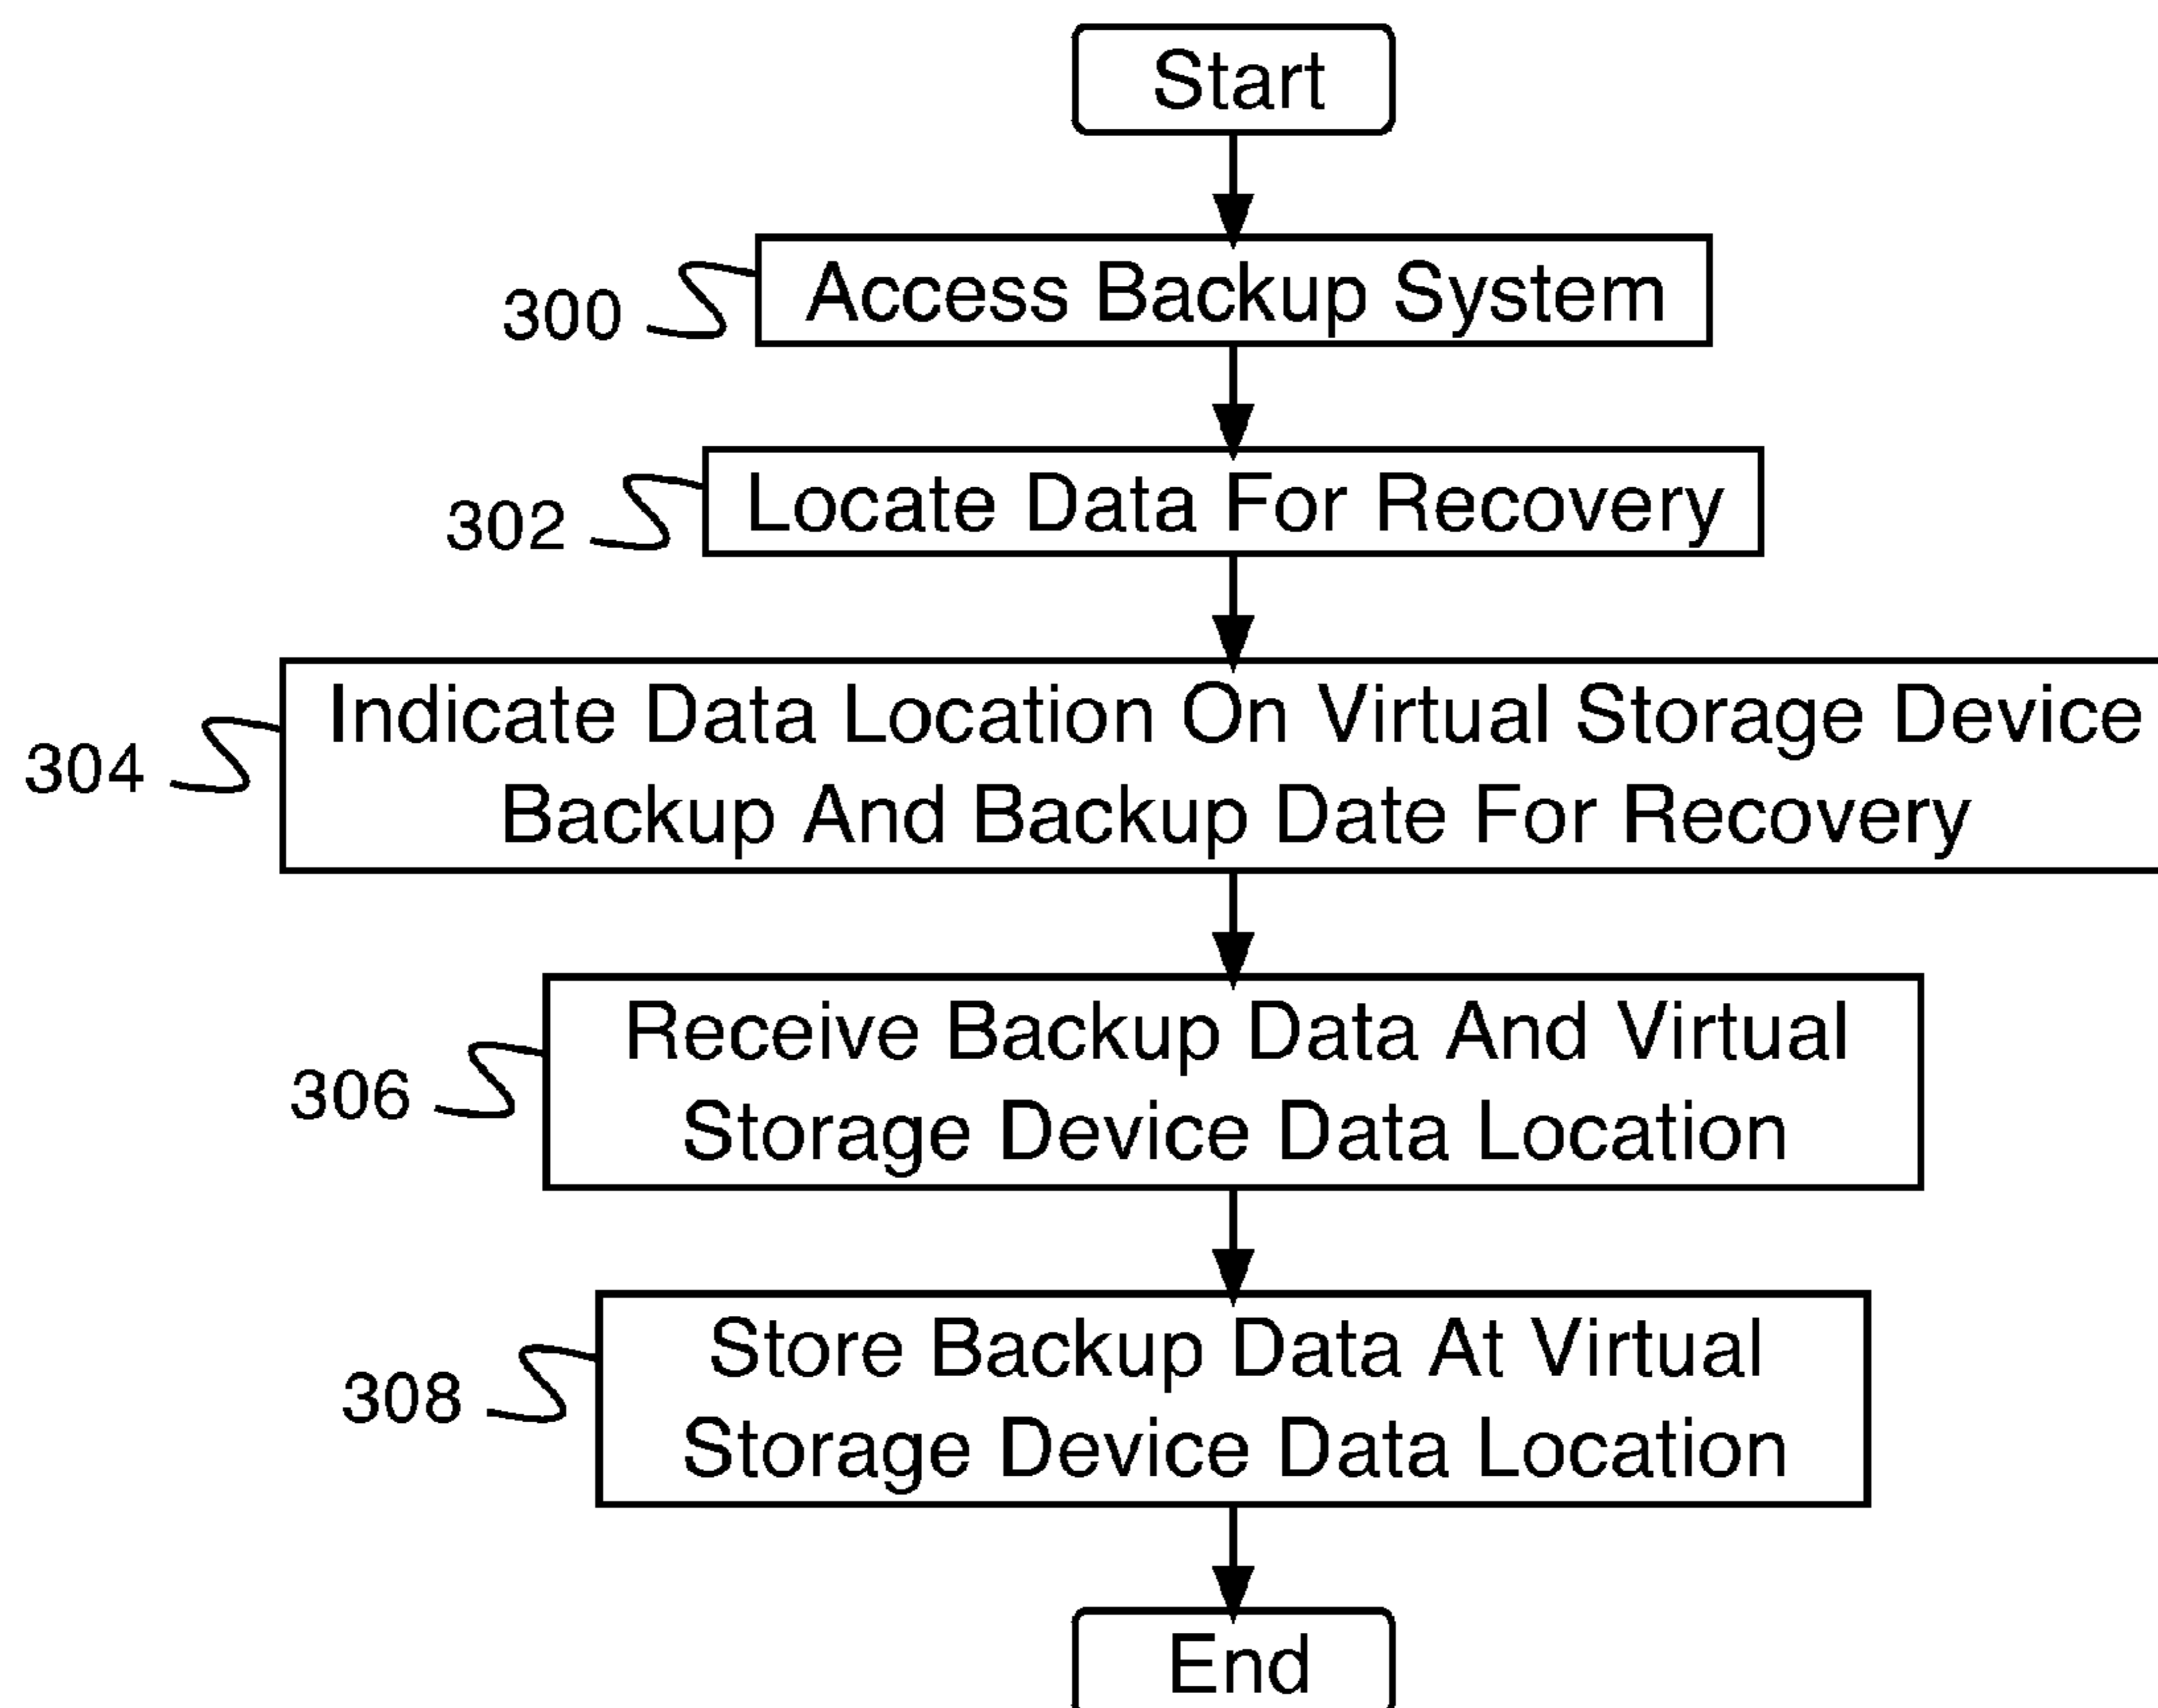 Start
300
Access Backup System
302
Locate Data For Recovery
304
Indicate Data Location On Virtual Storage Device
Backup And Backup Date For Recovery
306
Receive Backup Data And Virtual
Storage Device Data Location
308
Store Backup Data At Virtual
Storage Device Data Location
End